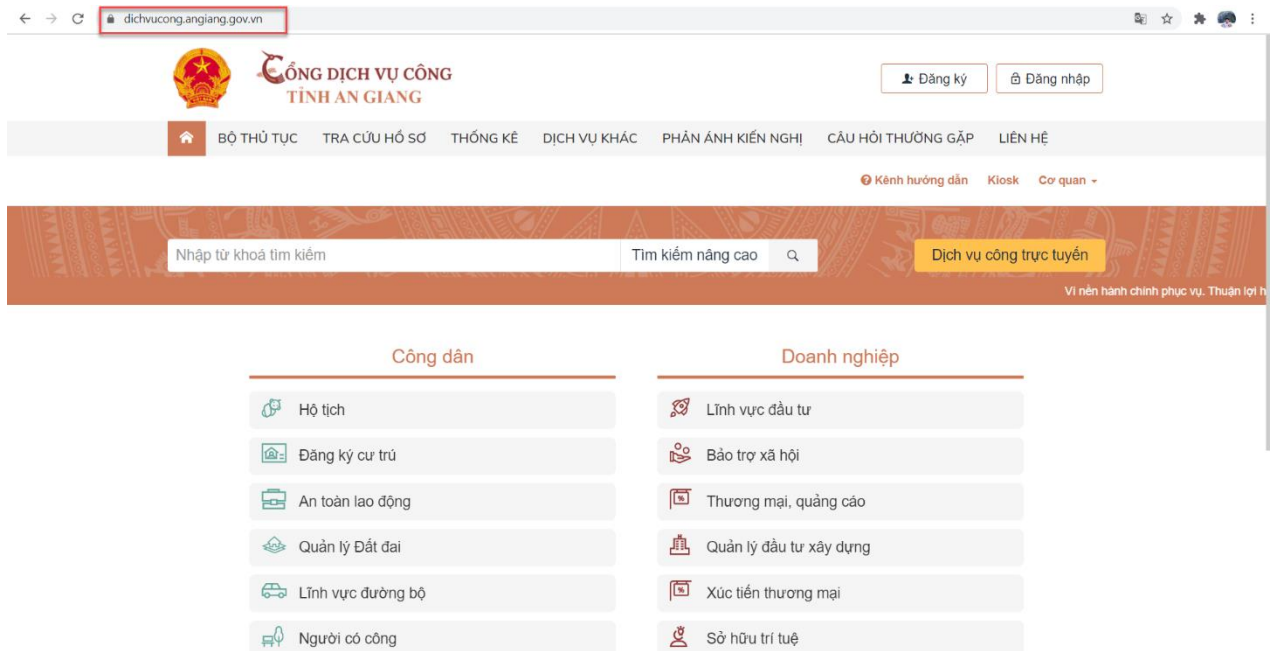 dichvucong.angiang.gov.vn
CỔNG DỊCH VỤ CÔNG
TỈNH AN GIANG
Đăng ký Đăng nhập
BỘ THỦ TỤC TRA CỨU HỒ SƠ THỐNG KÊ DỊCH VỤ KHÁC PHẢN ÁNH KIẾN NGHỊ CÂU HỎI THƯỜNG GẶP LIÊN HỆ
Kênh hướng dẫn Kiosk Cơ quan
Nhập từ khoá tìm kiếm Tìm kiếm nâng cao Dịch vụ công trực tuyến
Vì nền hành chính phục vụ. Thuận lợi h
Công dân Doanh nghiệp
Hộ tịch Lĩnh vực đầu tư
Đăng ký cư trú Bảo trợ xã hội
An toàn lao động Thương mại, quảng cáo
Quản lý Đất đai Quản lý đầu tư xây dựng
Lĩnh vực đường bộ Xúc tiến thương mại
Người có công Sở hữu trí tuệ